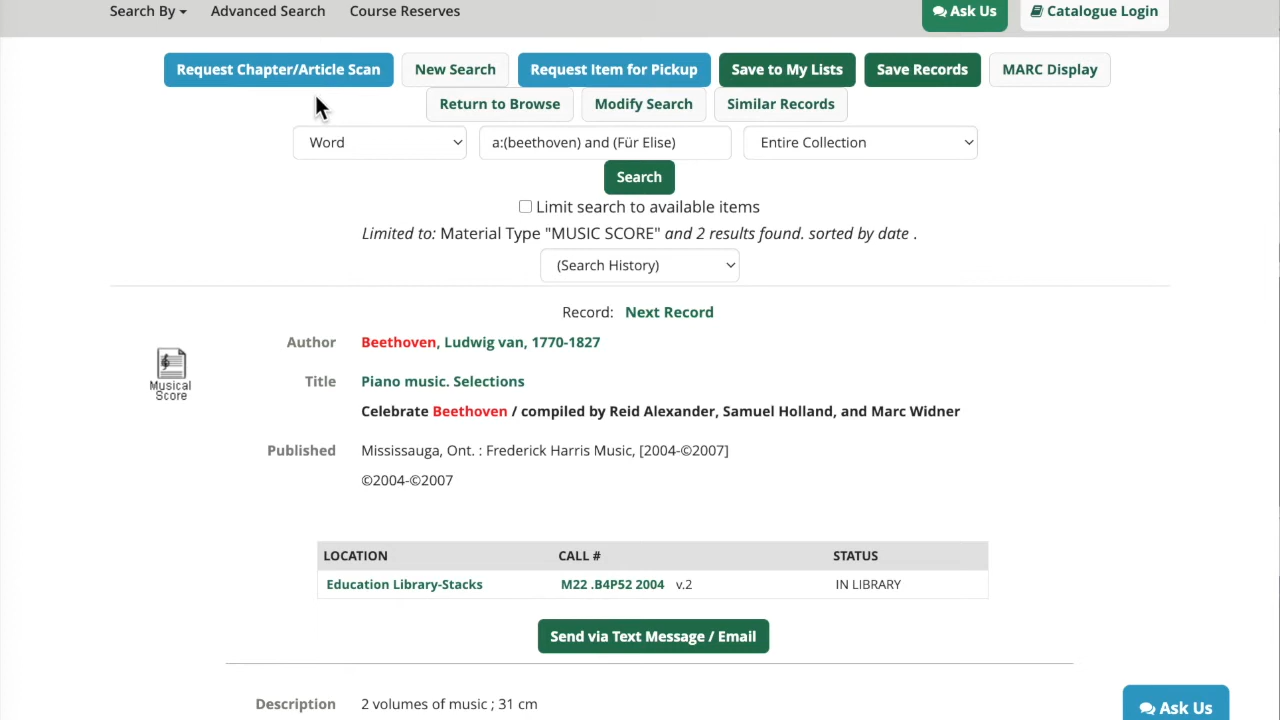 Search By Advanced Search Course Reserves Ask Us Catalogue Login
Request Chapter/Article Scan New Search Request Item for Pickup Save to My Lists Save Records MARC Display
Return to Browse Modify Search Similar Records
Word a:(beethoven) and (Für Elise) Entire Collection
Search
Limit search to available items
Limited to: Material Type "MUSIC SCORE" and 2 results found. sorted by date .
(Search History)
Record: Next Record
Author Beethoven, Ludwig van, 1770-1827
Musical Score
Title Piano music. Selections
Celebrate Beethoven / compiled by Reid Alexander, Samuel Holland, and Marc Widner
Published Mississauga, Ont. : Frederick Harris Music, [2004-©2007]
©2004-©2007
LOCATION CALL # STATUS
Education Library-Stacks M22 .B4P52 2004 v.2 IN LIBRARY
Send via Text Message / Email
Description 2 volumes of music ; 31 cm
Ask Us